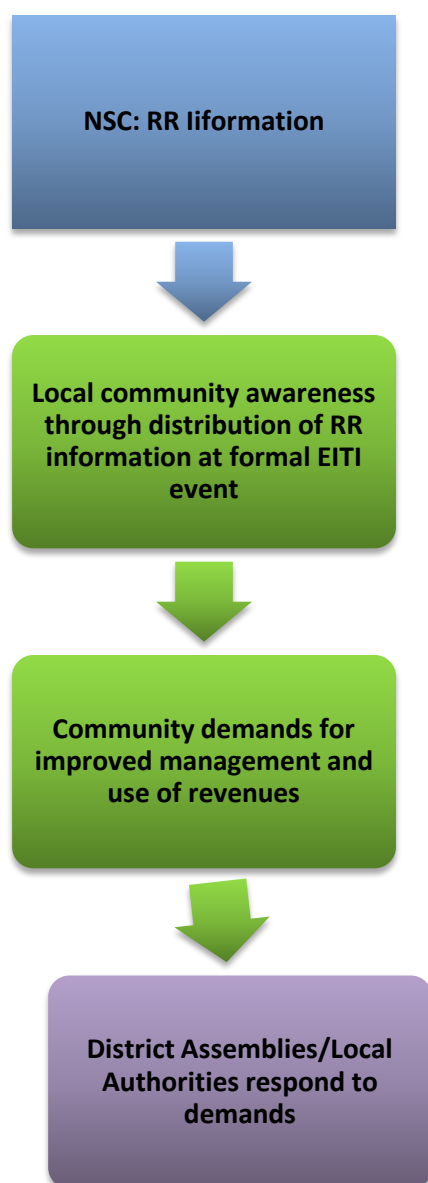 NSC: RR Iiformation
Local community awareness
through distribution of RR
information at formal EITI
event
Community demands for
improved management and
use of revenues
District Assemblies/Local
Authorities respond to
demands